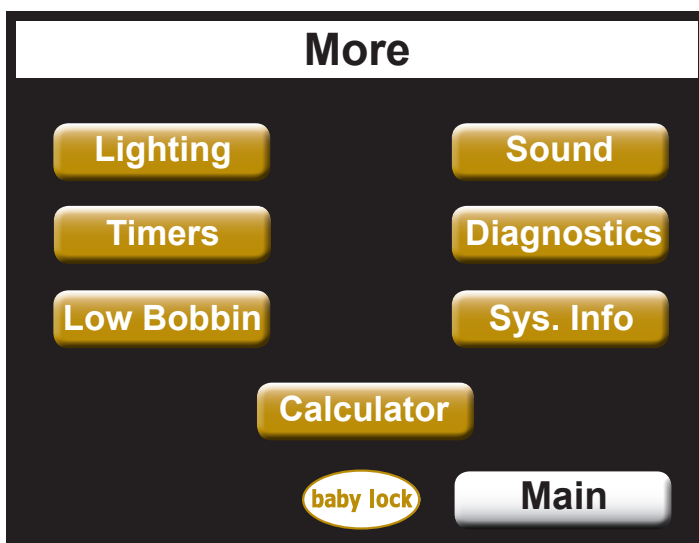 More
Lighting
Sound
Timers
Diagnostics
Low Bobbin
Sys. Info
Calculator
baby lock
Main